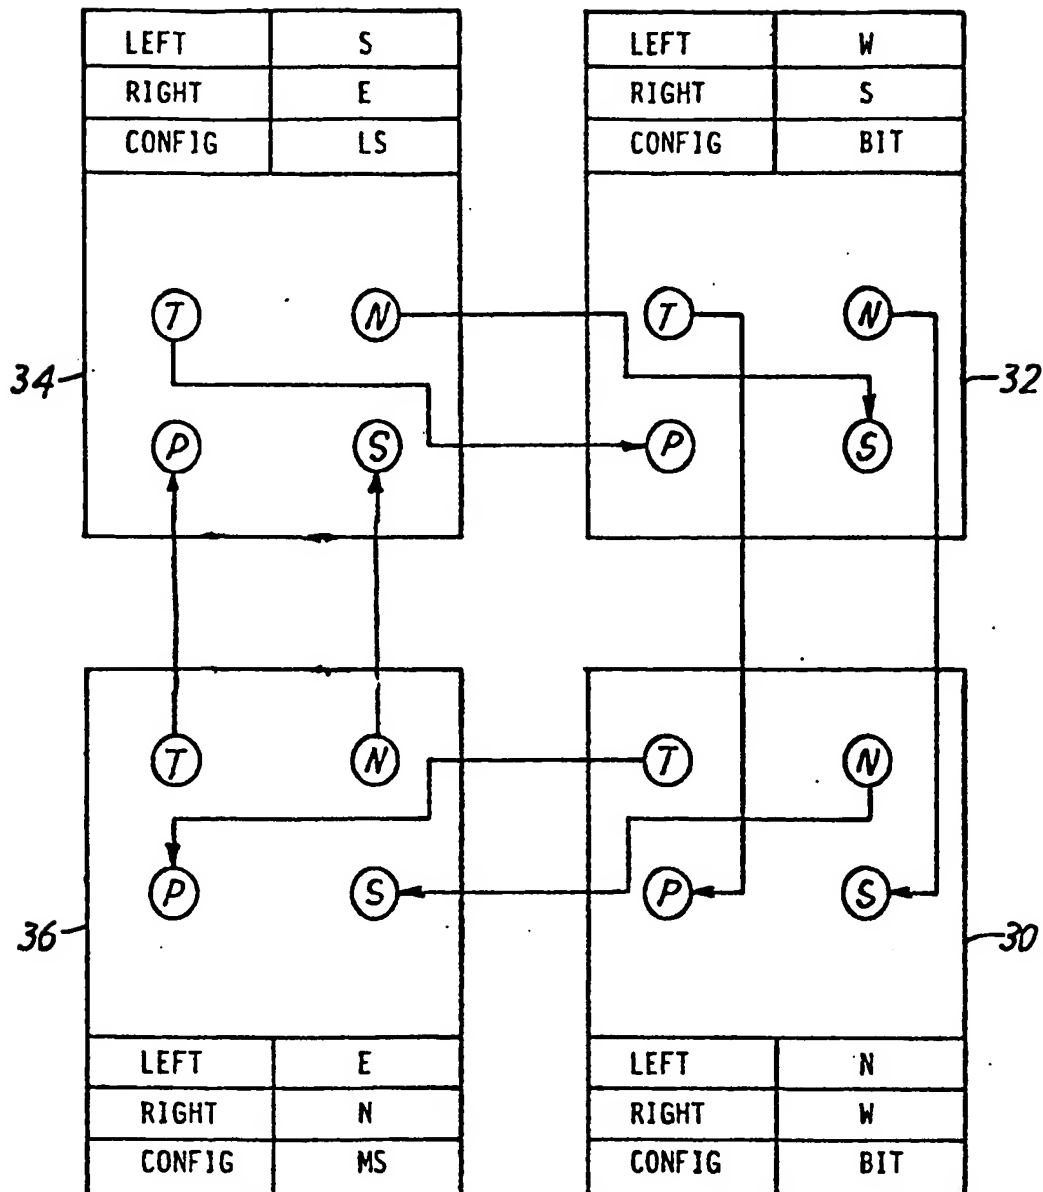 LEFT S
RIGHT E
CONFIG LS
LEFT W
RIGHT S
CONFIG BIT
T N
T N
34
32
P S
P S
T N
T N
P S
P S
36
30
LEFT E
RIGHT N
CONFIG MS
LEFT N
RIGHT W
CONFIG BIT